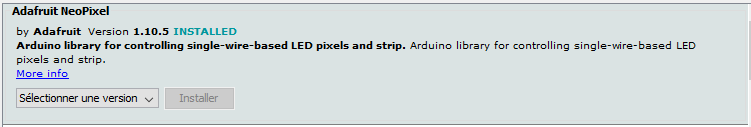 Adafruit NeoPixel
by Adafruit Version 1.10.5 INSTALLED
Arduino library for controlling single-wire-based LED pixels and strip. Arduino library for controlling single-wire-based LED
pixels and strip.
More info
Sélectionner une version Installer